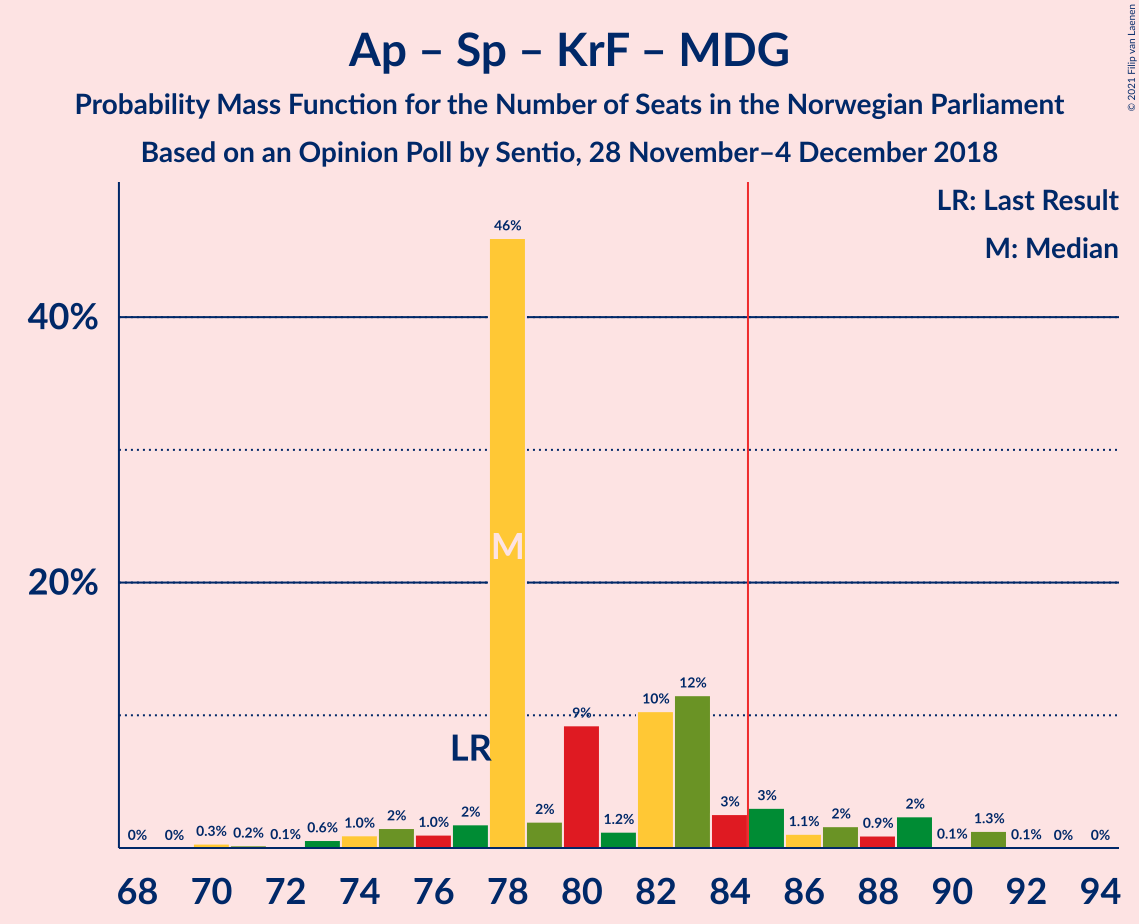 Ap – Sp – KrF – MDG
Probability Mass Function for the Number of Seats in the Norwegian Parliament
Based on an Opinion Poll by Sentio, 28 November–4 December 2018
© 2021 Filip van Laenen
LR: Last Result
M: Median
40%
20%
0% 0% 0.3% 0.2% 0.1% 0.6% 1.0% 2% 1.0% 2% 46% 2% 9% 1.2% 10% 12% 3% 3% 1.1% 2% 0.9% 2% 0.1% 1.3% 0.1% 0% 0%
M
LR
68 70 72 74 76 78 80 82 84 86 88 90 92 94